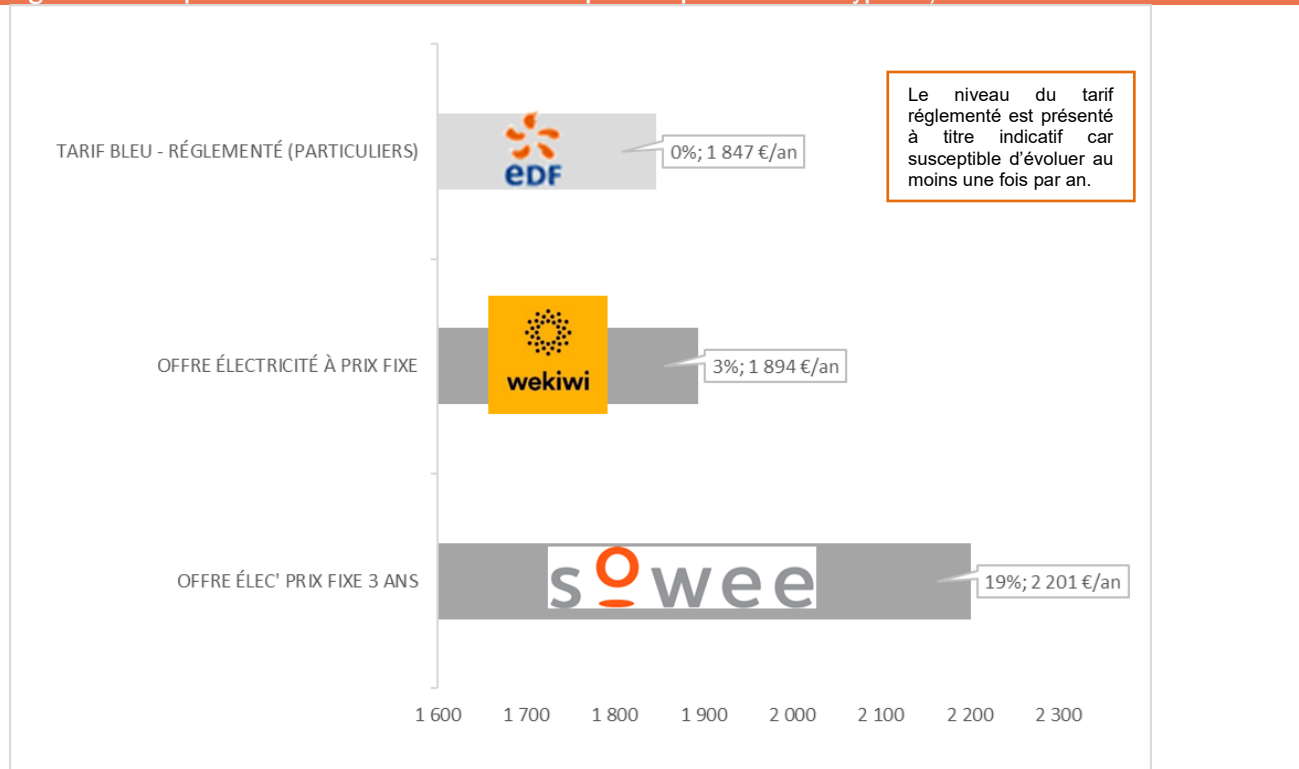 TARIF BLEU - RÉGLEMENTÉ (PARTICULIERS)
eDF
0%; 1 847 €/an
Le niveau du tarif
réglementé est présenté
à titre indicatif car
susceptible d'évoluer au
moins une fois par an.
OFFRE ÉLECTRICITÉ À PRIX FIXE
wekiwi
3%; 1 894 €/an
OFFRE ÉLEC' PRIX FIXE 3 ANS
sowee
19%; 2 201 €/an
1 600 1 700 1 800 1 900 2 000 2 100 2 200 2 300